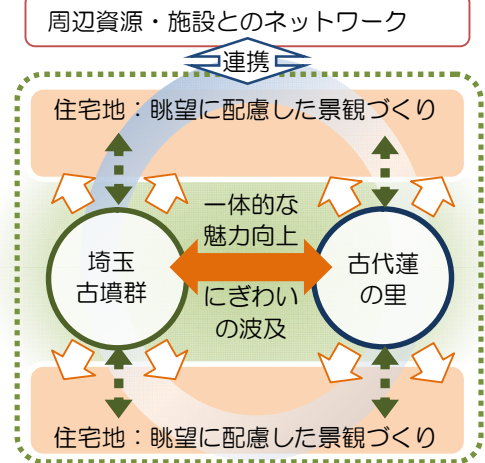 周辺資源・施設とのネットワーク
連携
住宅地：眺望に配慮した景観づくり
一体的な
魅力向上
埼玉
古墳群
古代蓮
の里
にぎわい
の波及
住宅地：眺望に配慮した景観づくり